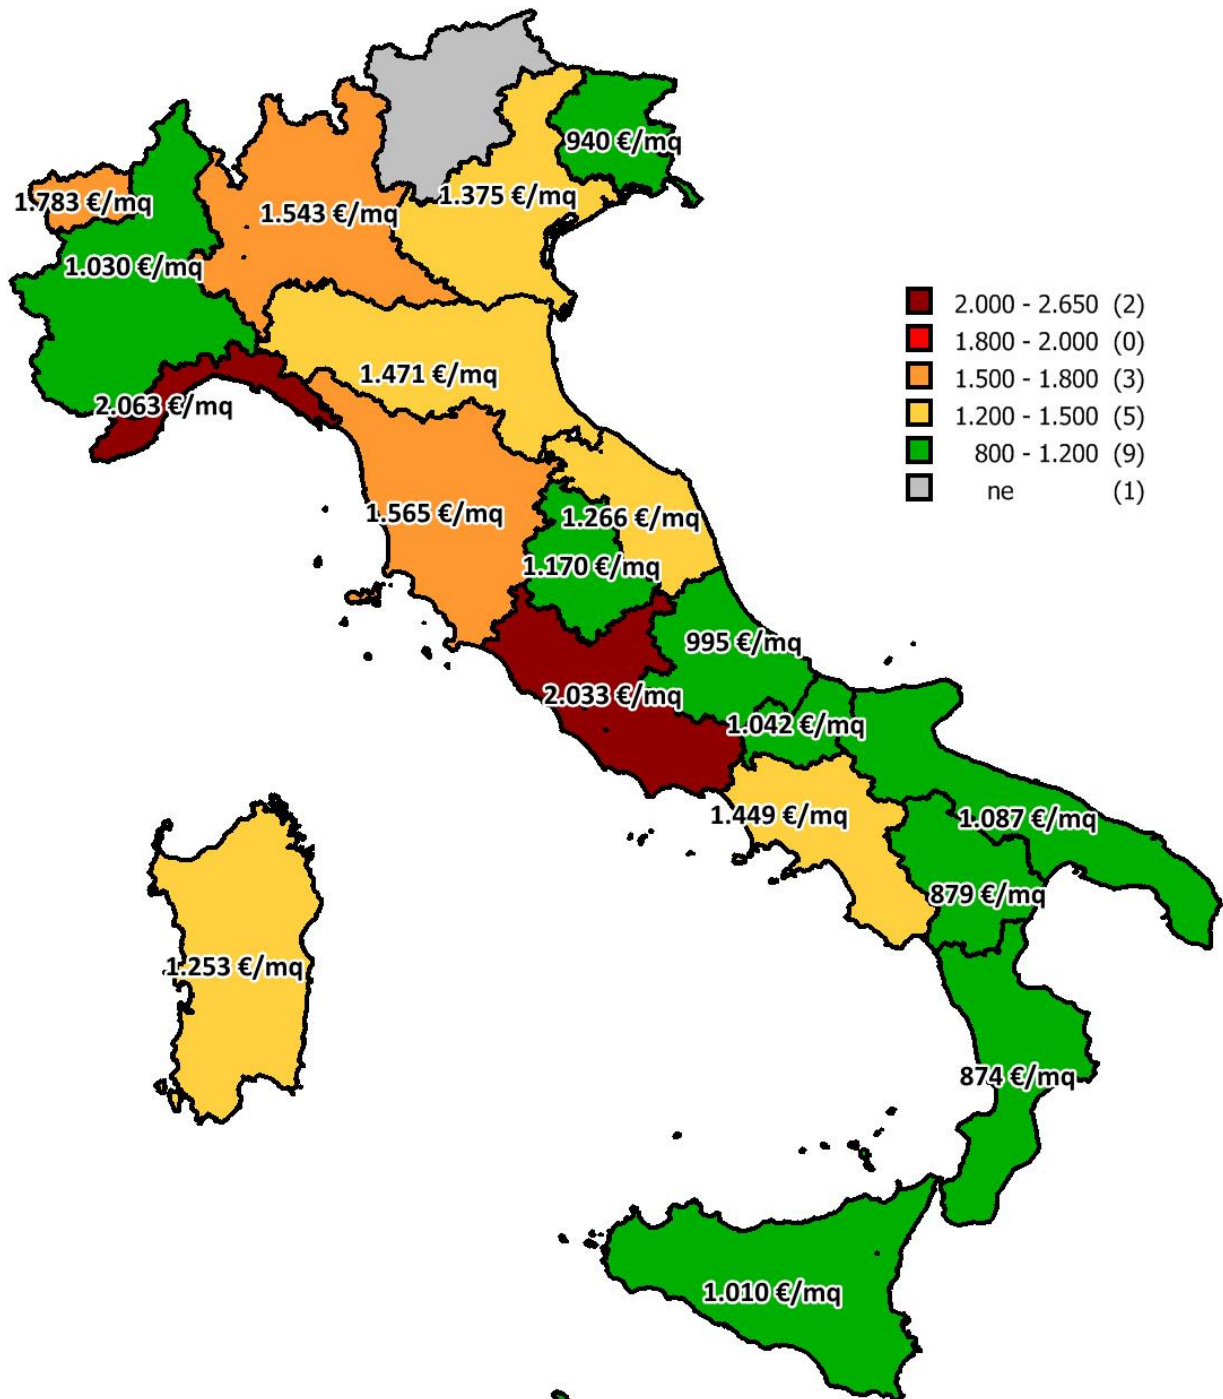 940 €/mq
1.375 €/mq
1.783 €/mq
1.543 €/mq
1.030 €/mq
2.000 - 2.650 (2)
1.800 - 2.000 (0)
1.500 - 1.800 (3)
1.200 - 1.500 (5)
800 - 1.200 (9)
ne (1)
1.471 €/mq
2.063 €/mq
1.565 €/mq
1.266 €/mq
1.170 €/mq
995 €/mq
2.033 €/mq
1.042 €/mq
1.449 €/mq
1.087 €/mq
879 €/mq
1.253 €/mq
874 €/mq
1.010 €/mq